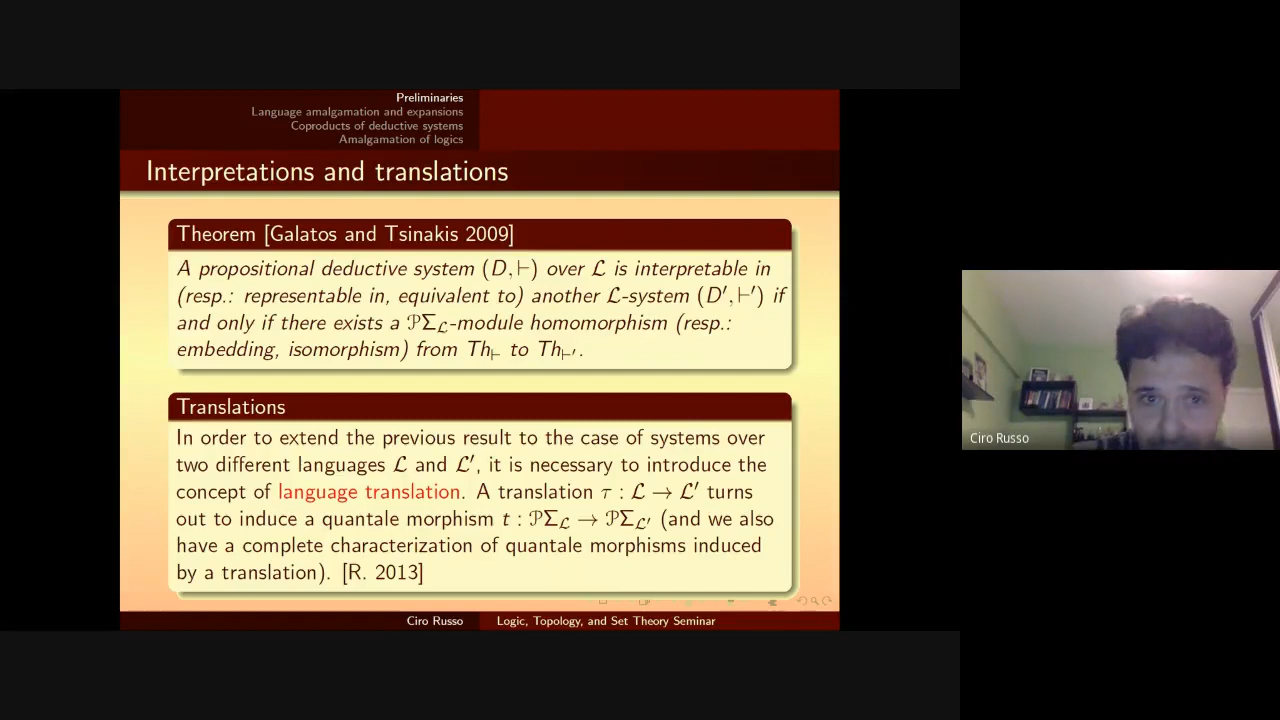 Preliminaries
Language amalgamation and expansions
Coproducts of deductive systems
Amalgamation of logics
Interpretations and translations
Theorem [Galatos and Tsinakis 2009]
A propositional deductive system (D, ⊢) over ℒ is interpretable in
(resp.: representable in, equivalent to) another ℒ-system (D′, ⊢′) if
and only if there exists a 𝒫Σ_ℒ-module homomorphism (resp.:
embedding, isomorphism) from Th_⊢ to Th_⊢′.
Translations
In order to extend the previous result to the case of systems over
two different languages ℒ and ℒ′, it is necessary to introduce the
concept of language translation. A translation τ : ℒ → ℒ′ turns
out to induce a quantale morphism t : 𝒫Σ_ℒ → 𝒫Σ_ℒ′ (and we also
have a complete characterization of quantale morphisms induced
by a translation). [R. 2013]
Ciro Russo
Logic, Topology, and Set Theory Seminar
Ciro Russo